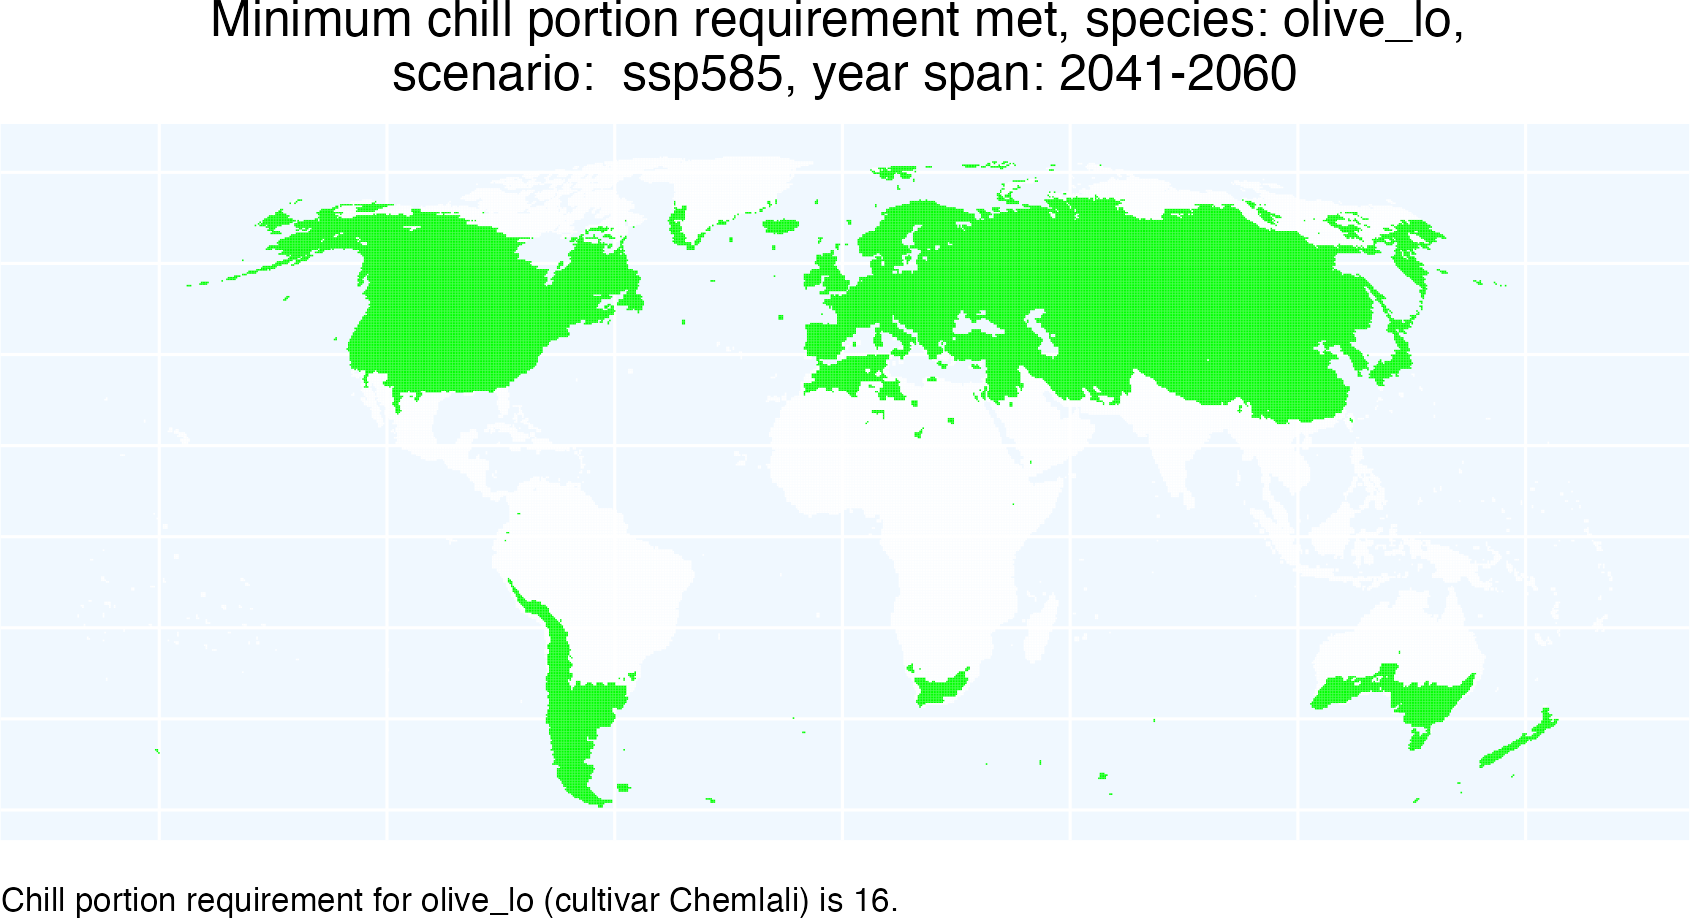 Minimum chill portion requirement met, species: olive_lo,
scenario:  ssp585, year span: 2041-2060
Chill portion requirement for olive_lo (cultivar Chemlali) is 16.